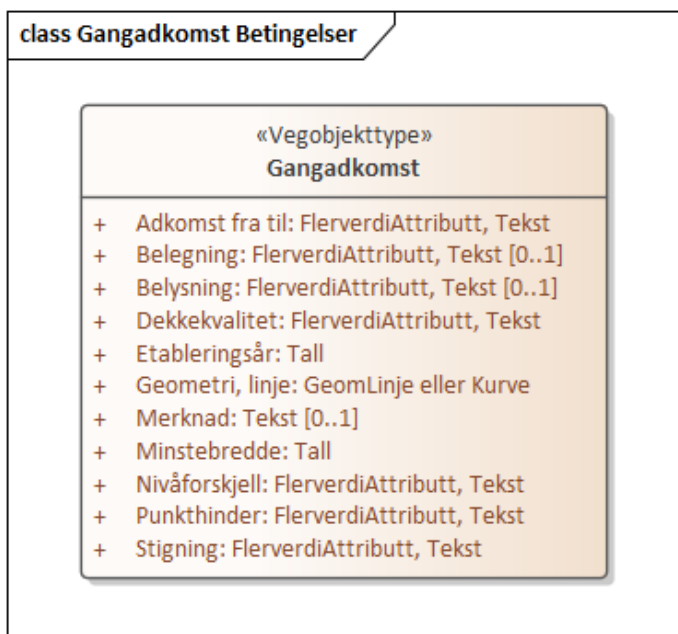 class Gangadkomst Betingelser
«Vegobjekttype»
Gangadkomst
+ Adkomst fra til: FlerverdiAttributt, Tekst
+ Belegning: FlerverdiAttributt, Tekst [0..1]
+ Belysning: FlerverdiAttributt, Tekst [0..1]
+ Dekkekvalitet: FlerverdiAttributt, Tekst
+ Etableringsår: Tall
+ Geometri, linje: GeomLinje eller Kurve
+ Merknad: Tekst [0..1]
+ Minstebredde: Tall
+ Nivåforskjell: FlerverdiAttributt, Tekst
+ Punkthinder: FlerverdiAttributt, Tekst
+ Stigning: FlerverdiAttributt, Tekst